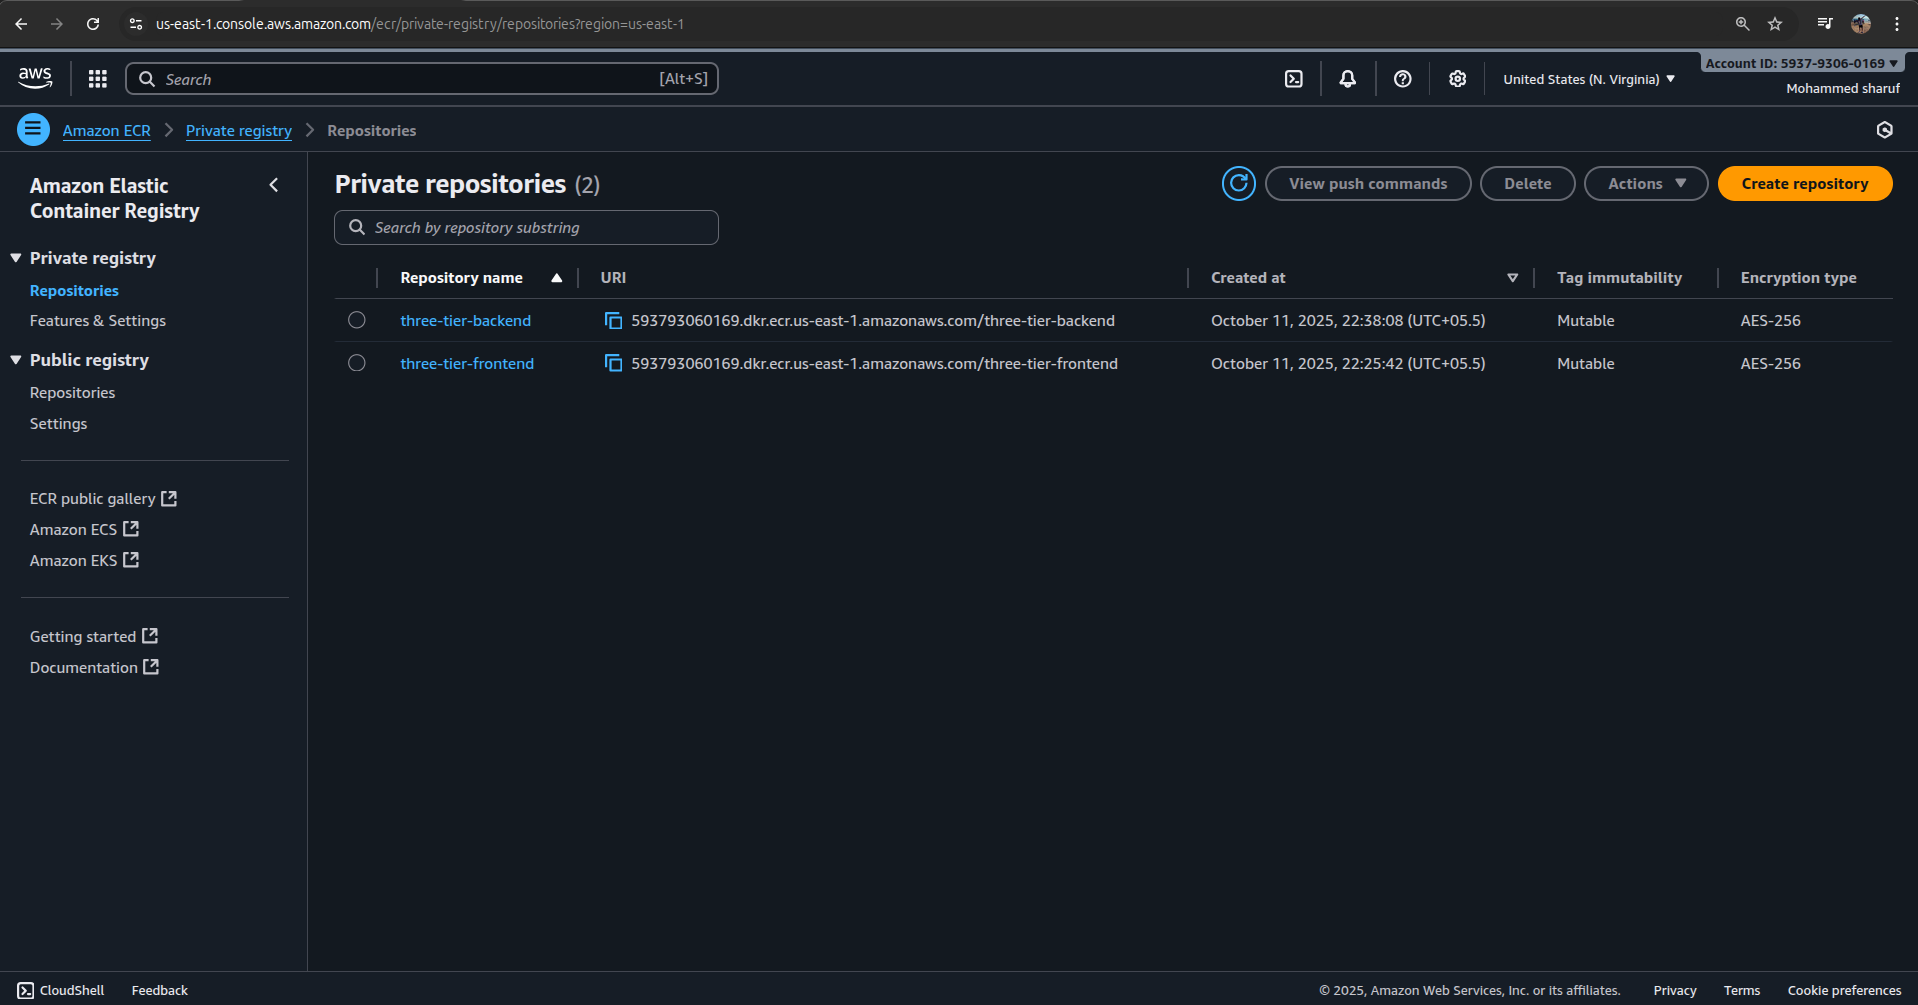 us-east-1.console.aws.amazon.com/ecr/private-registry/repositories?region=us-east-1
aws
Search [Alt+S]
United States (N. Virginia)
Account ID: 5937-9306-0169
Mohammed sharuf
Amazon ECR Private registry Repositories
Amazon Elastic
Container Registry
Private registry
Repositories
Features & Settings
Public registry
Repositories
Settings
ECR public gallery
Amazon ECS
Amazon EKS
Getting started
Documentation
Private repositories (2)
View push commands Delete Actions Create repository
Search by repository substring
Repository name URI Created at Tag immutability Encryption type
three-tier-backend 593793060169.dkr.ecr.us-east-1.amazonaws.com/three-tier-backend October 11, 2025, 22:38:08 (UTC+05.5) Mutable AES-256
three-tier-frontend 593793060169.dkr.ecr.us-east-1.amazonaws.com/three-tier-frontend October 11, 2025, 22:25:42 (UTC+05.5) Mutable AES-256
CloudShell Feedback © 2025, Amazon Web Services, Inc. or its affiliates. Privacy Terms Cookie preferences